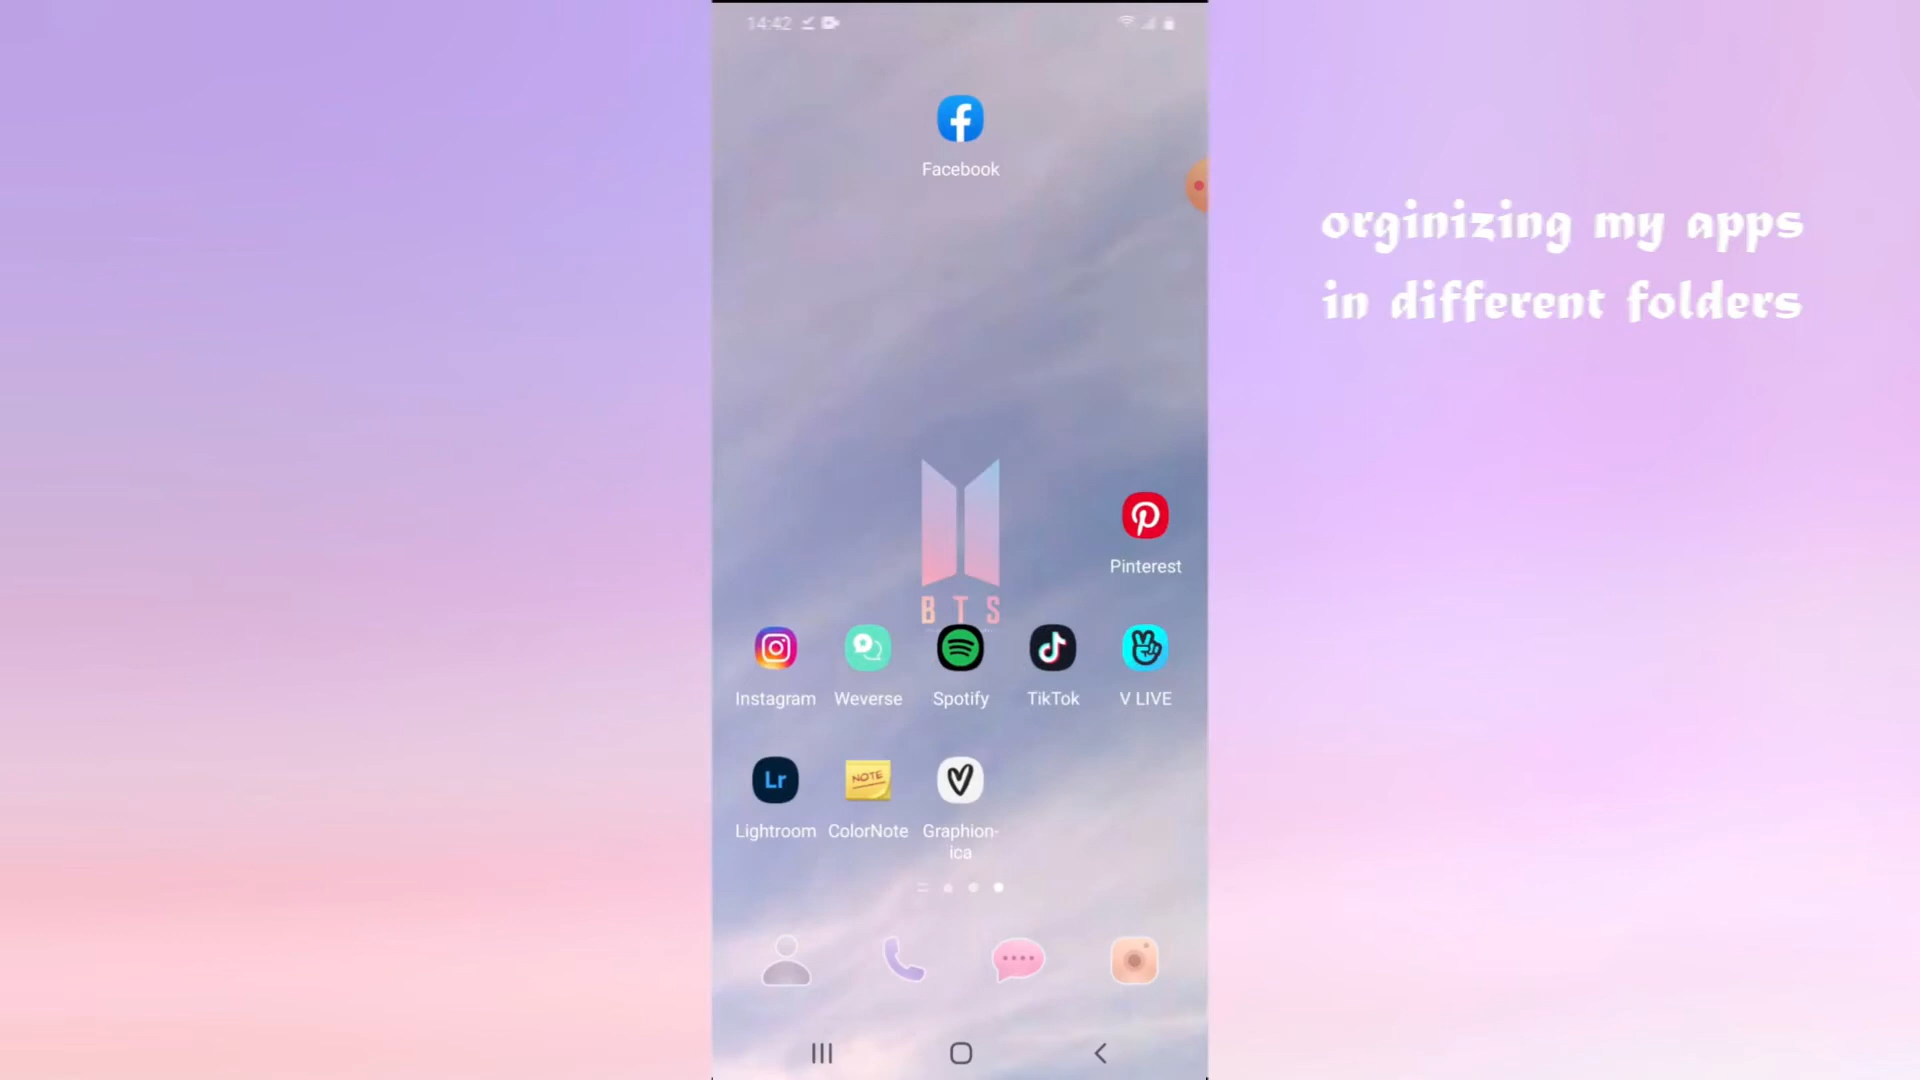 14:42
Facebook
orginizing my apps
in different folders
Pinterest
BTS
Instagram Weverse Spotify TikTok V LIVE
Lr NOTE
Lightroom ColorNote Graphion-
ica